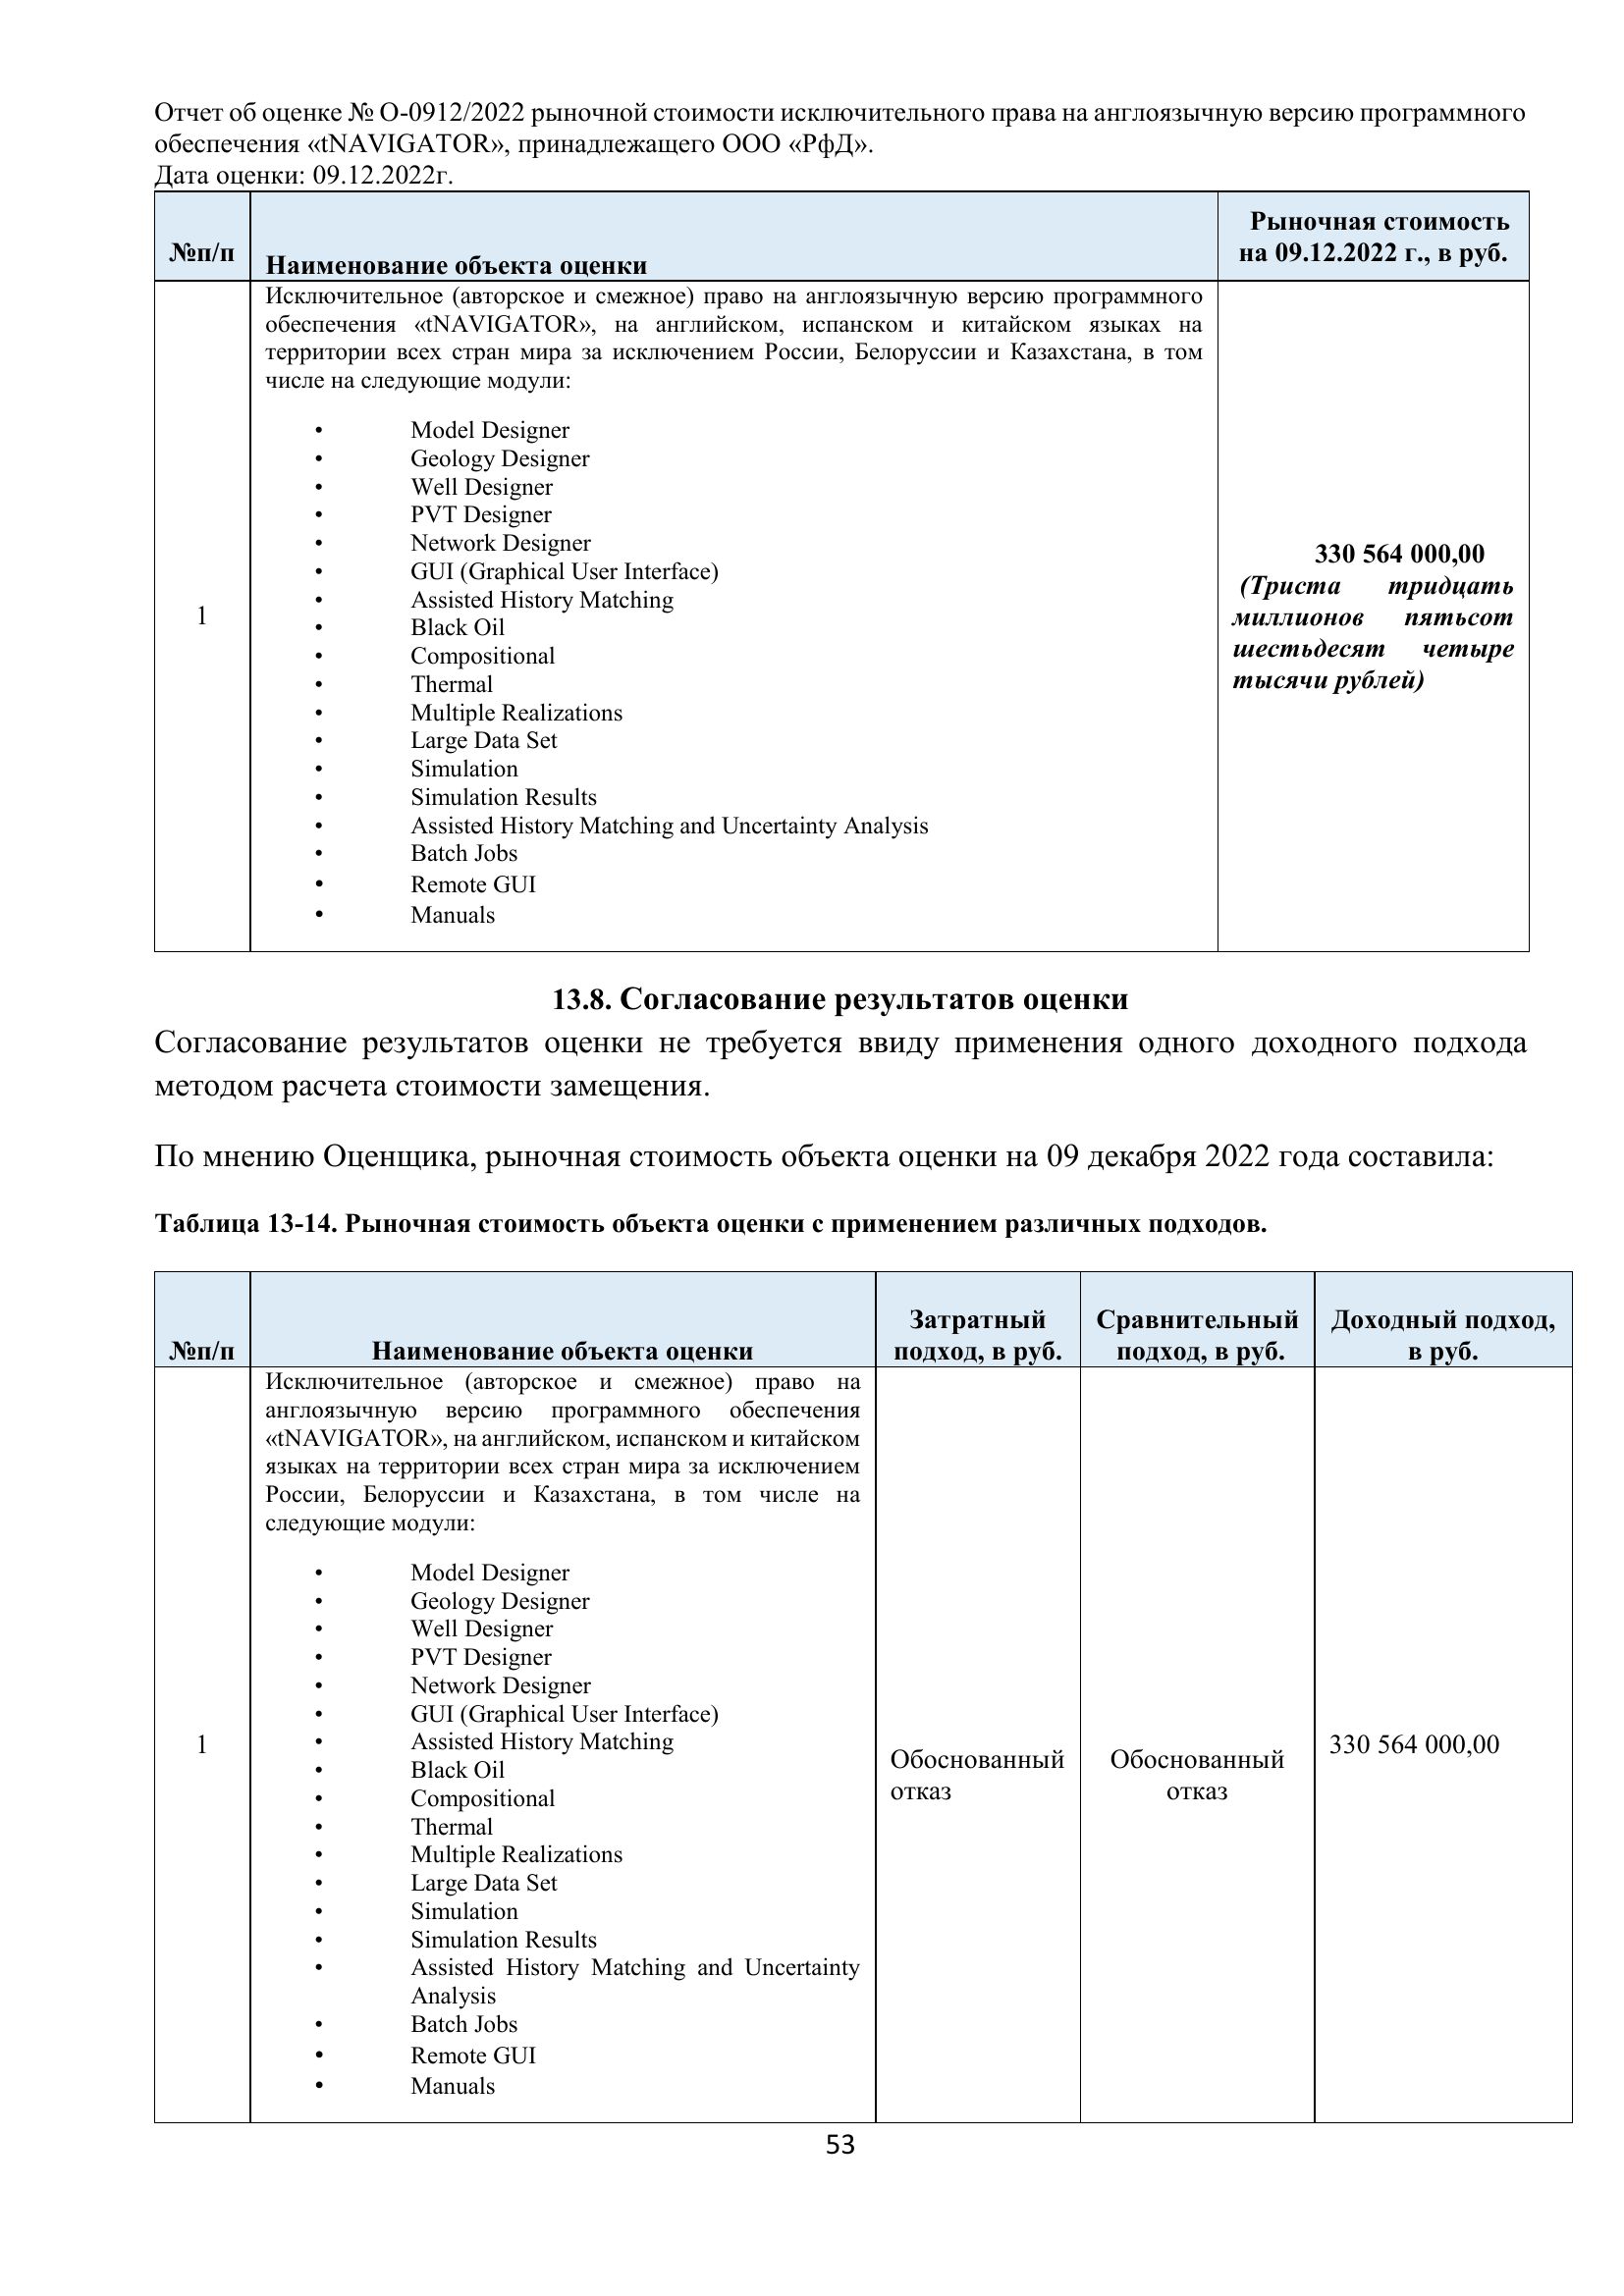 Отчет об оценке № О-0912/2022 рыночной стоимости исключительного права на англоязычную версию программного
обеспечения «tNAVIGATOR», принадлежащего ООО «РфД».
Дата оценки: 09.12.2022г.
№п/п
Наименование объекта оценки
Рыночная стоимость
на 09.12.2022 г., в руб.
1
Исключительное (авторское и смежное) право на англоязычную версию программного
обеспечения «tNAVIGATOR», на английском, испанском и китайском языках на
территории всех стран мира за исключением России, Белоруссии и Казахстана, в том
числе на следующие модули:
• Model Designer
• Geology Designer
• Well Designer
• PVT Designer
• Network Designer
• GUI (Graphical User Interface)
• Assisted History Matching
• Black Oil
• Compositional
• Thermal
• Multiple Realizations
• Large Data Set
• Simulation
• Simulation Results
• Assisted History Matching and Uncertainty Analysis
• Batch Jobs
• Remote GUI
• Manuals
330 564 000,00
(Триста тридцать
миллионов пятьсот
шестьдесят четыре
тысячи рублей)
13.8. Согласование результатов оценки
Согласование результатов оценки не требуется ввиду применения одного доходного подхода
методом расчета стоимости замещения.
По мнению Оценщика, рыночная стоимость объекта оценки на 09 декабря 2022 года составила:
Таблица 13-14. Рыночная стоимость объекта оценки с применением различных подходов.
№п/п
Наименование объекта оценки
Затратный
подход, в руб.
Сравнительный
подход, в руб.
Доходный подход,
в руб.
1
Исключительное (авторское и смежное) право на
англоязычную версию программного обеспечения
«tNAVIGATOR», на английском, испанском и китайском
языках на территории всех стран мира за исключением
России, Белоруссии и Казахстана, в том числе на
следующие модули:
• Model Designer
• Geology Designer
• Well Designer
• PVT Designer
• Network Designer
• GUI (Graphical User Interface)
• Assisted History Matching
• Black Oil
• Compositional
• Thermal
• Multiple Realizations
• Large Data Set
• Simulation
• Simulation Results
• Assisted History Matching and Uncertainty
Analysis
• Batch Jobs
• Remote GUI
• Manuals
Обоснованный
отказ
Обоснованный
отказ
330 564 000,00
53